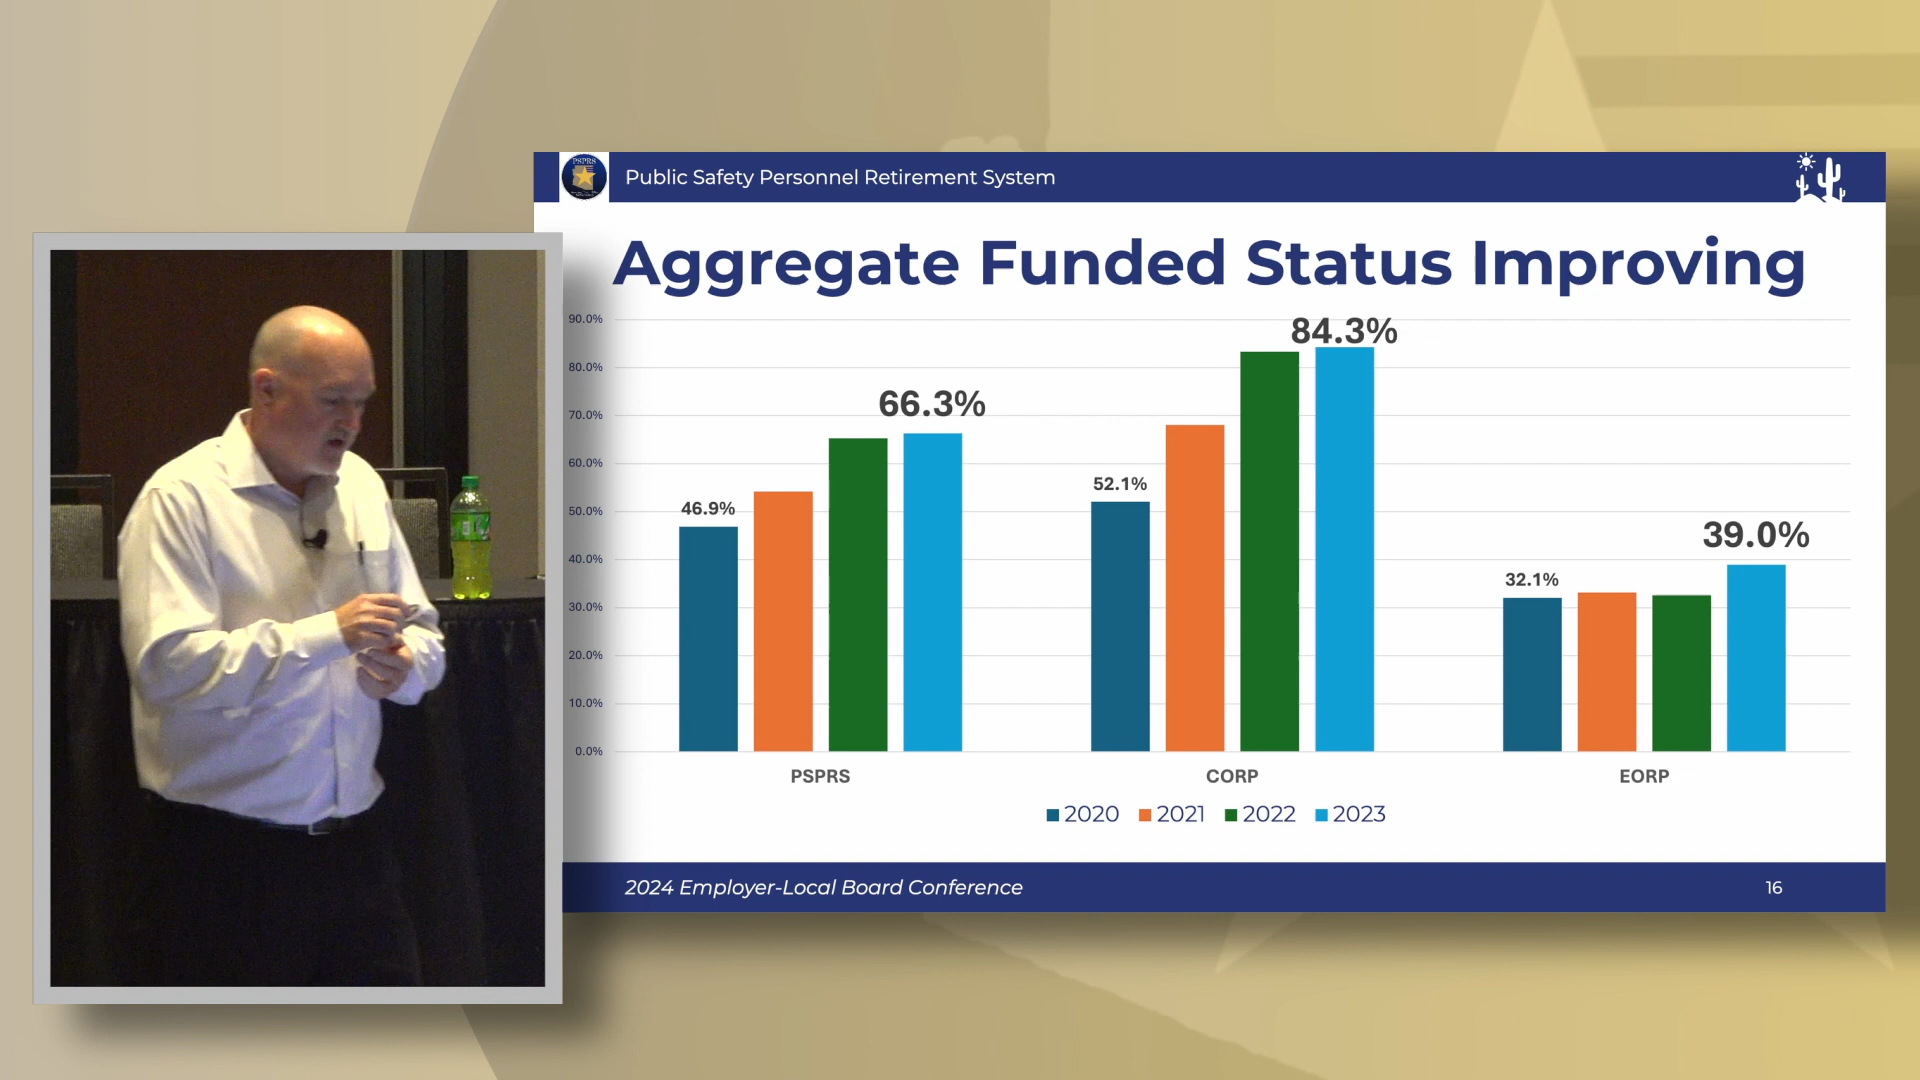 PSPRS
Public Safety Personnel Retirement System
Aggregate Funded Status Improving
90.0%
80.0%
70.0%
60.0%
50.0%
40.0%
30.0%
20.0%
10.0%
0.0%
46.9%
66.3%
52.1%
84.3%
32.1%
39.0%
PSPRS
CORP
EORP
2020 2021 2022 2023
2024 Employer-Local Board Conference
16